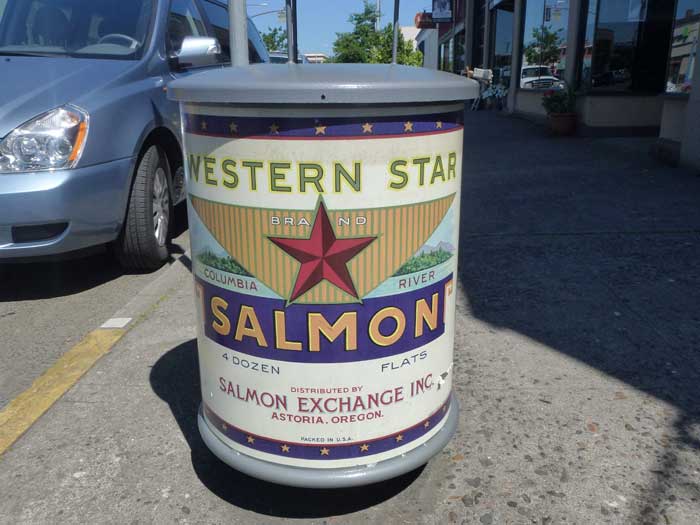 WESTERN STAR
BRAND
COLUMBIA RIVER
"SALMON"
4 DOZEN FLATS
DISTRIBUTED BY
SALMON EXCHANGE INC.
ASTORIA, OREGON.
PACKED IN U.S.A.